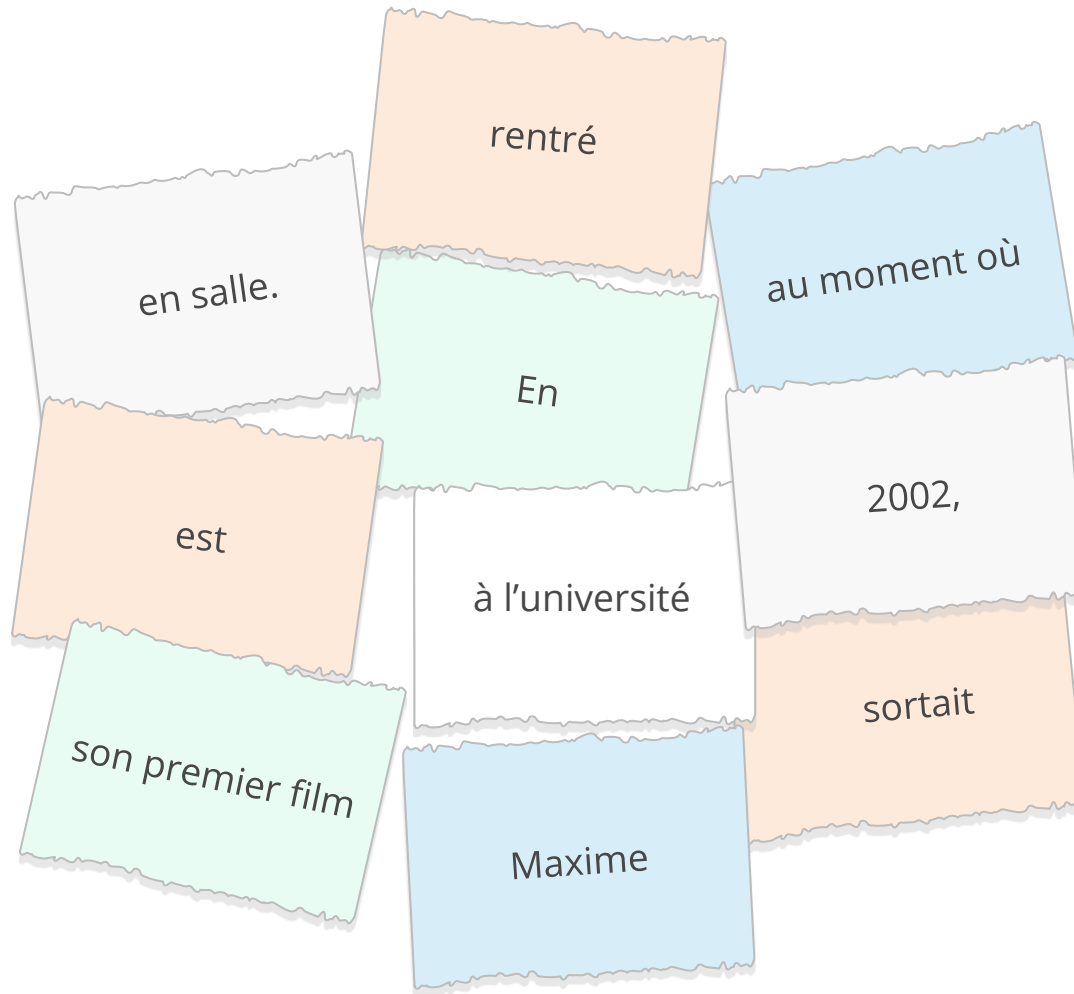 rentré
au moment où
en salle.
En
2002,
est
à l’université
sortait
son premier film
Maxime